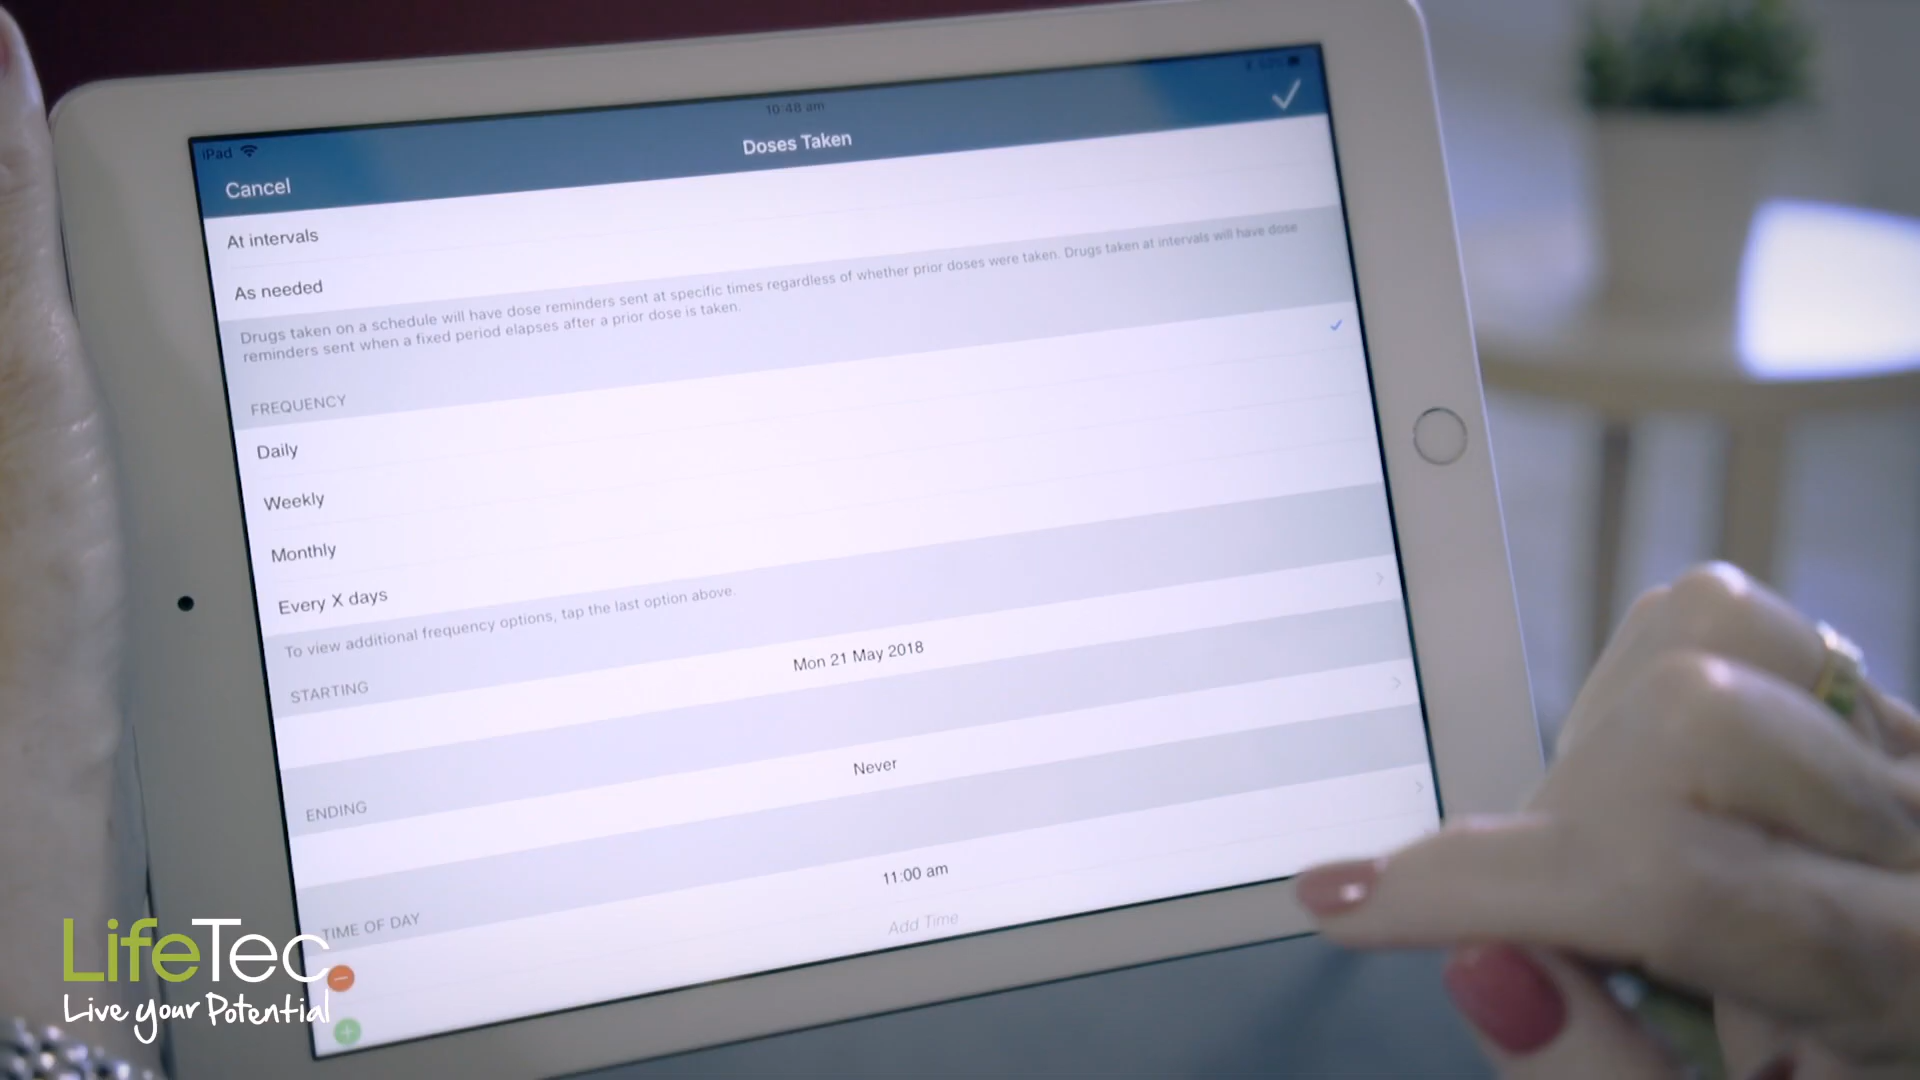 10:48 am
iPad
Doses Taken
Cancel
At intervals
As needed
Drugs taken on a schedule will have dose reminders sent at specific times regardless of whether prior doses were taken. Drugs taken at intervals will have dose
reminders sent when a fixed period elapses after a prior dose is taken.
FREQUENCY
Daily
Weekly
Monthly
Every X days
To view additional frequency options, tap the last option above.
STARTING
Mon 21 May 2018
ENDING
Never
TIME OF DAY
11:00 am
Add Time
LifeTec
Live your Potential